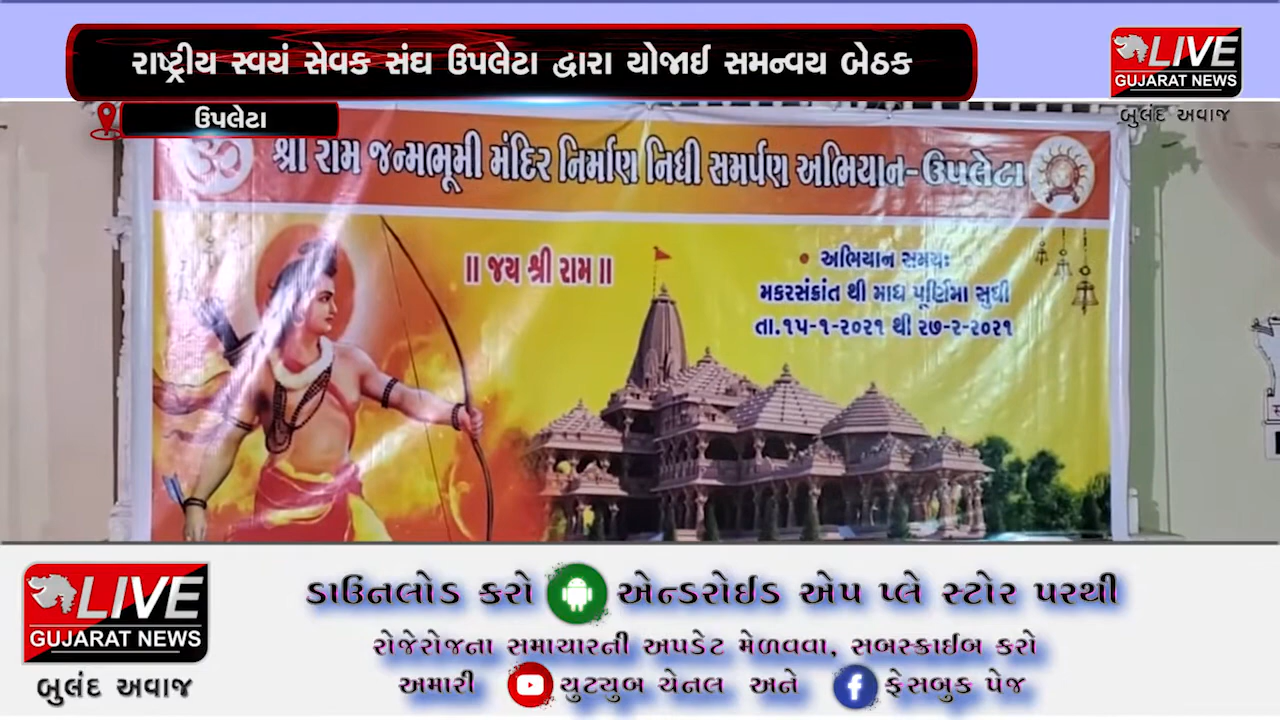 રાષ્ટ્રીય સ્વયં સેવક સંઘ ઉપલેટા દ્વારા યોજાઈ સમન્વય બેઠક
LIVE
GUJARAT NEWS
બુલંદ અવાજ
ઉપલેટા
ૐ શ્રી રામ જન્મભૂમી મંદિર નિર્માણ નિધી સમર્પણ અભિયાન-ઉપલેટા
॥ જય શ્રી રામ ॥
• અભિયાન સમયઃ
મકરસંક્રાંત થી માઘ પૂર્ણિમા સુધી
તા.૧૫-૧-૨૦૨૧ થી ૨૭-૨-૨૦૨૧
LIVE
GUJARAT NEWS
બુલંદ અવાજ
ડાઉનલોડ કરો એન્ડરોઈડ એપ પ્લે સ્ટોર પરથી
રોજેરોજના સમાચારની અપડેટ મેળવવા, સબસ્ક્રાઈબ કરો
અમારી યુટયુબ ચેનલ અને ફેસબુક પેજ